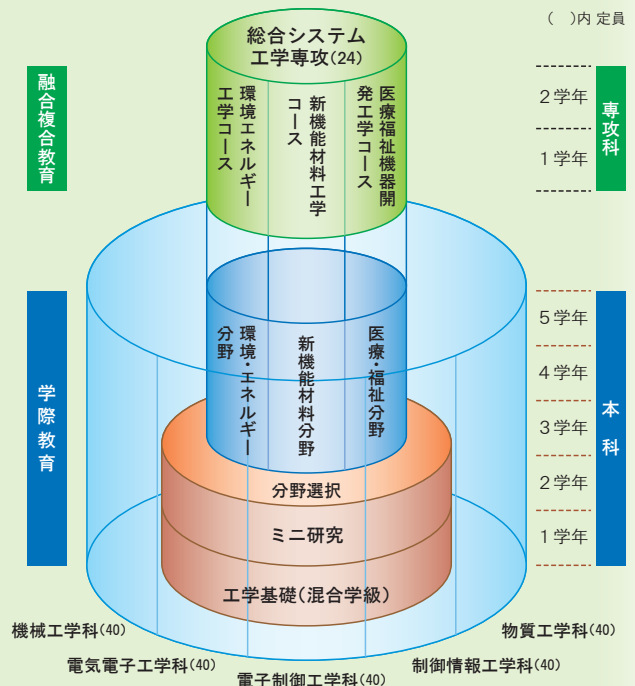 (　)内 定員
総合システム
工学専攻(24)
環境エネルギー
工学コース
新機能材料工学
コース
医療福祉機器開
発工学コース
融合複合教育
2学年
1学年
専攻科
環境・エネルギー
分野
新機能材料分野
医療・福祉分野
学際教育
5学年
4学年
3学年
2学年
1学年
本科
分野選択
ミニ研究
工学基礎(混合学級)
機械工学科(40)
電気電子工学科(40)
電子制御工学科(40)
制御情報工学科(40)
物質工学科(40)